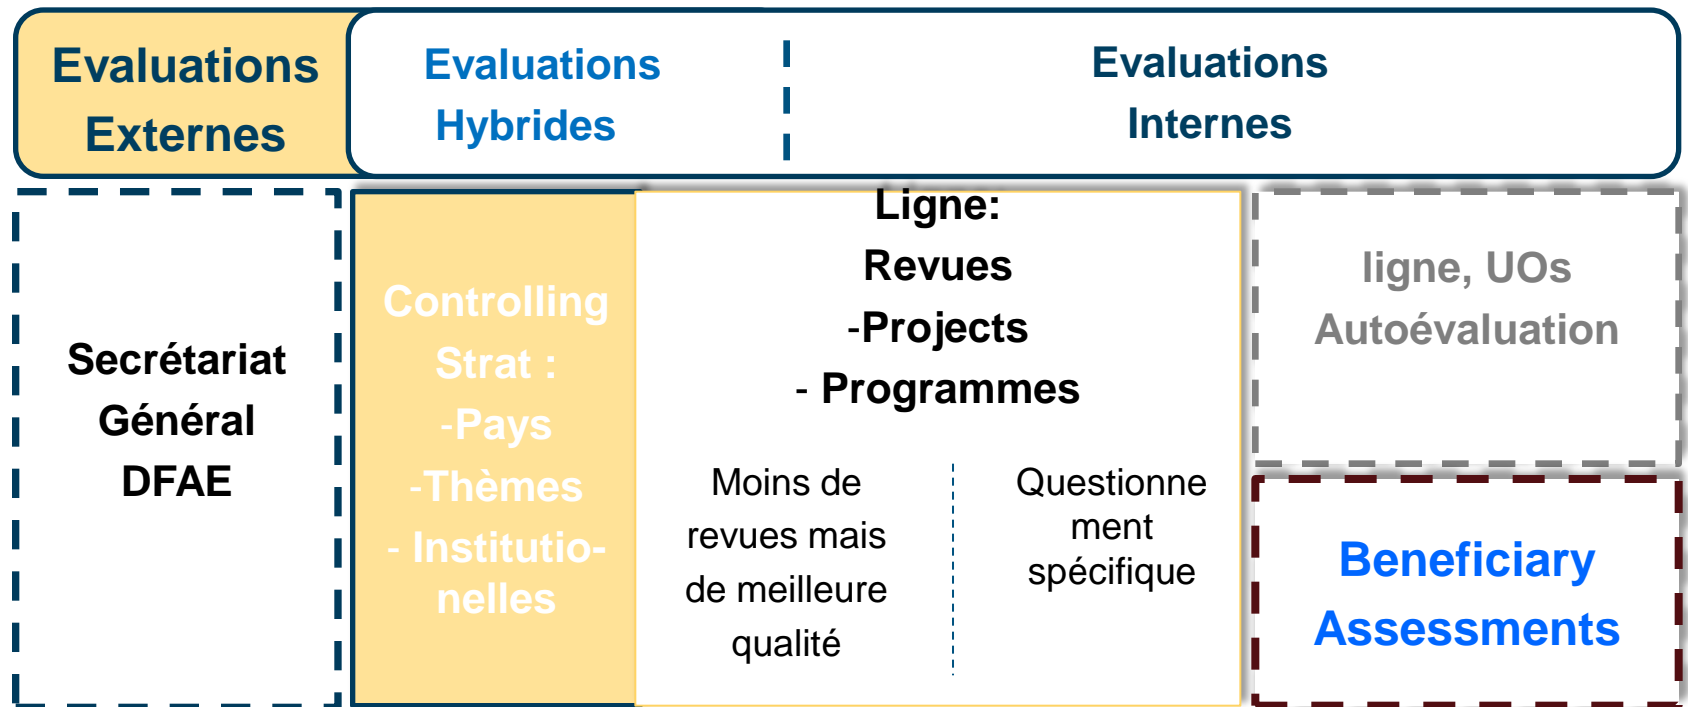 Evaluations
Externes
Evaluations
Hybrides
Evaluations
Internes
Secrétariat
Général
DFAE
Controlling
Strat :
-Pays
-Thèmes
- Institutio-
nelles
Ligne:
Revues
-Projects
- Programmes
Moins de
revues mais
de meilleure
qualité
Questionne
ment
spécifique
ligne, UOs
Autoévaluation
Beneficiary
Assessments